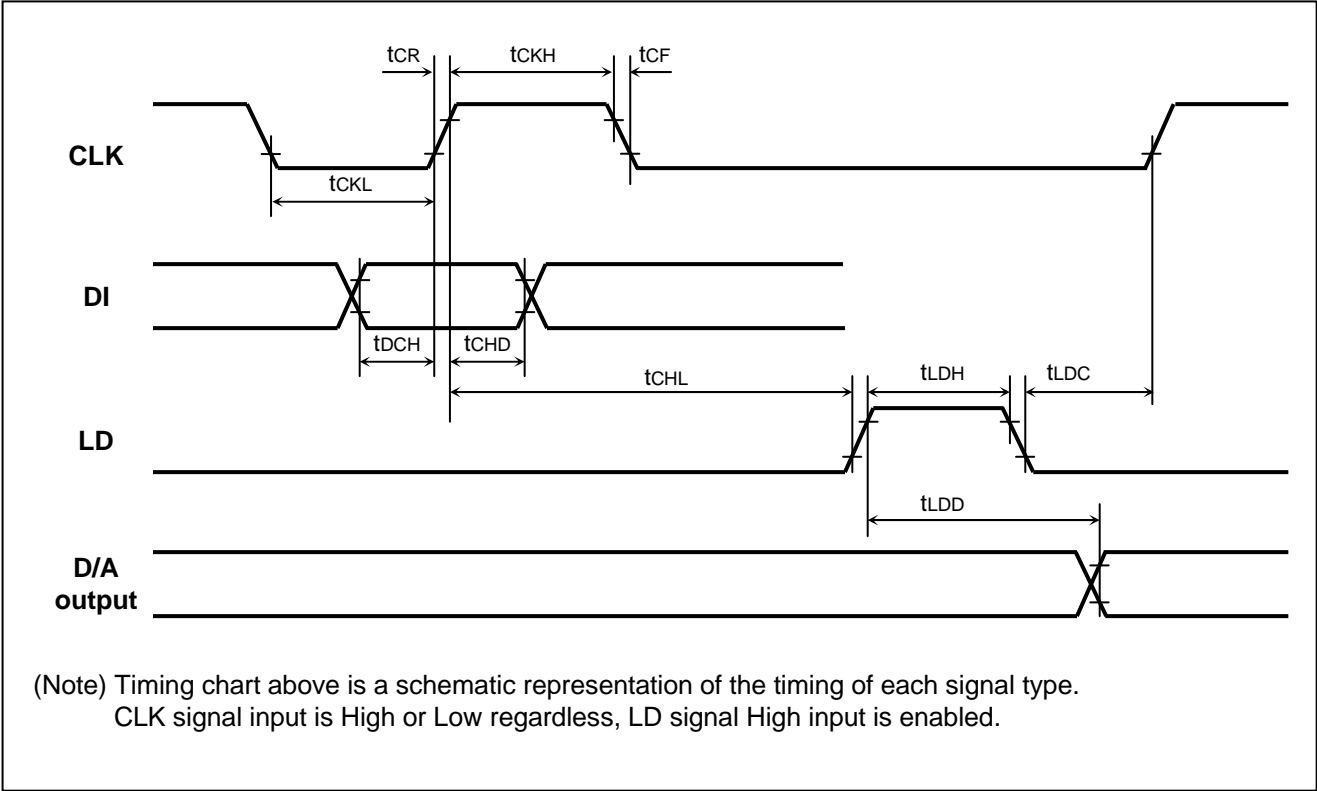 tCR
tCKH
tCF
CLK
tCKL
DI
tDCH
tCHD
tCHL
tLDH
tLDC
LD
tLDD
D/A
output
(Note) Timing chart above is a schematic representation of the timing of each signal type.
CLK signal input is High or Low regardless, LD signal High input is enabled.